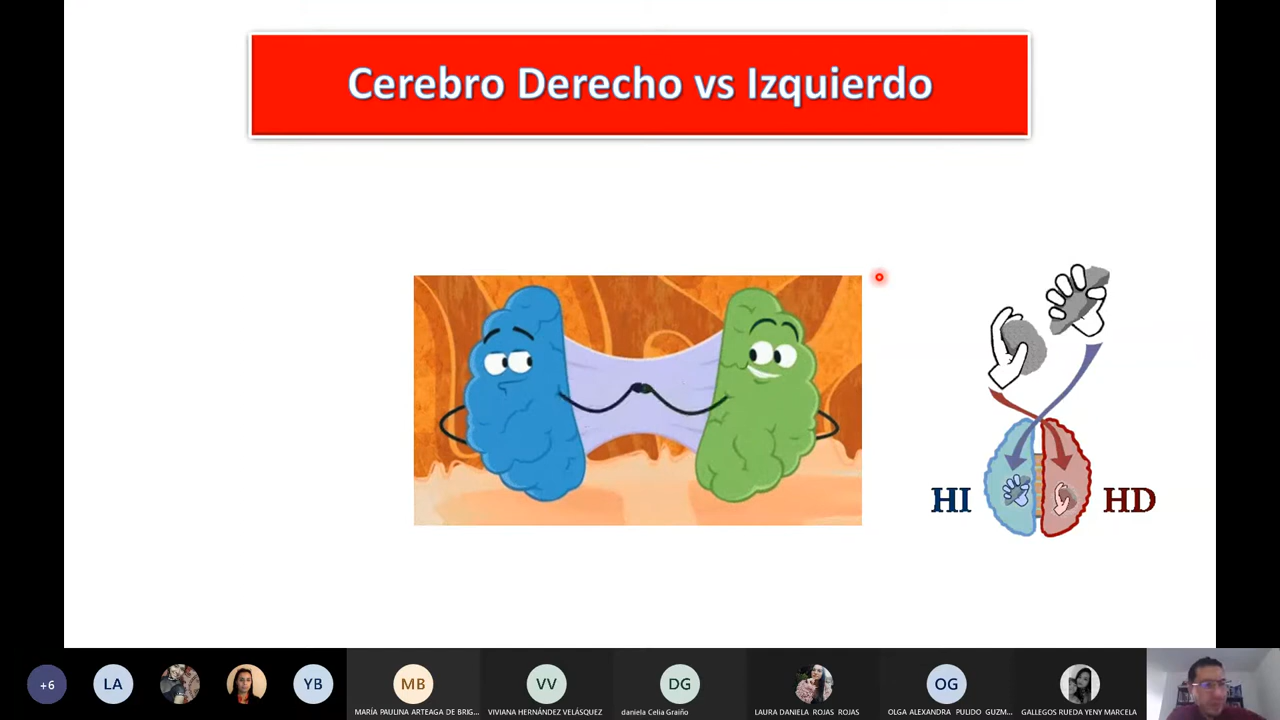 Cerebro Derecho vs Izquierdo
HI
HD
+6
LA
YB
MB
MARÍA PAULINA ARTEAGA DE BRIG...
VV
VIVIANA HERNÁNDEZ VELÁSQUEZ
DG
daniela Celia Graiño
LAURA DANIELA ROJAS ROJAS
OG
OLGA ALEXANDRA PULIDO GUZM...
GALLEGOS RUEDA YENY MARCELA